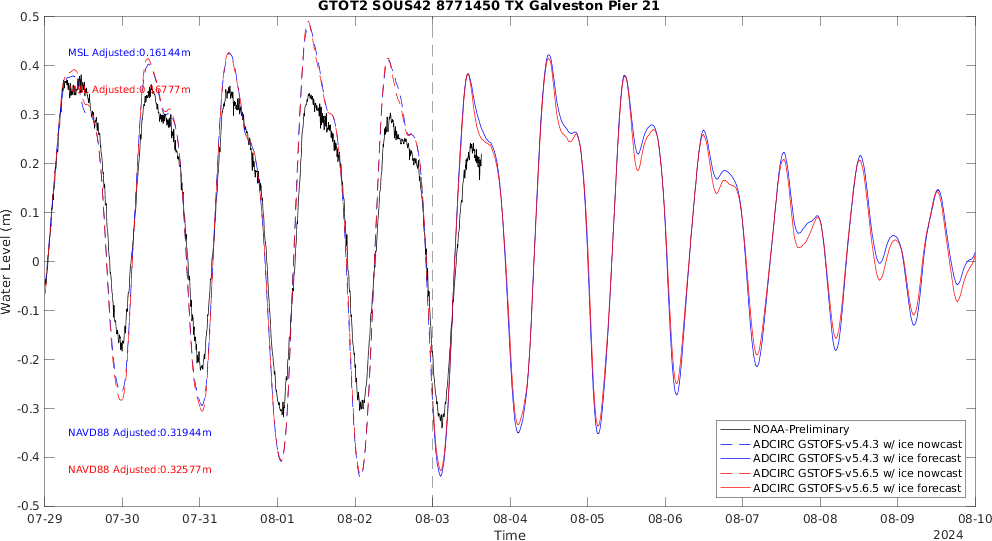 GTOT2 SOUS42 8771450 TX Galveston Pier 21
Water Level (m)
0.5
0.4
0.3
0.2
0.1
0
-0.1
-0.2
-0.3
-0.4
-0.5
MSL Adjusted:0.16144m
Adjusted:0.16777m
NAVD88 Adjusted:0.31944m
NAVD88 Adjusted:0.32577m
NOAA-Preliminary
ADCIRC GSTOFS-v5.4.3 w/ ice nowcast
ADCIRC GSTOFS-v5.4.3 w/ ice forecast
ADCIRC GSTOFS-v5.6.5 w/ ice nowcast
ADCIRC GSTOFS-v5.6.5 w/ ice forecast
07-29 07-30 07-31 08-01 08-02 08-03 08-04 08-05 08-06 08-07 08-08 08-09 08-10
Time
2024